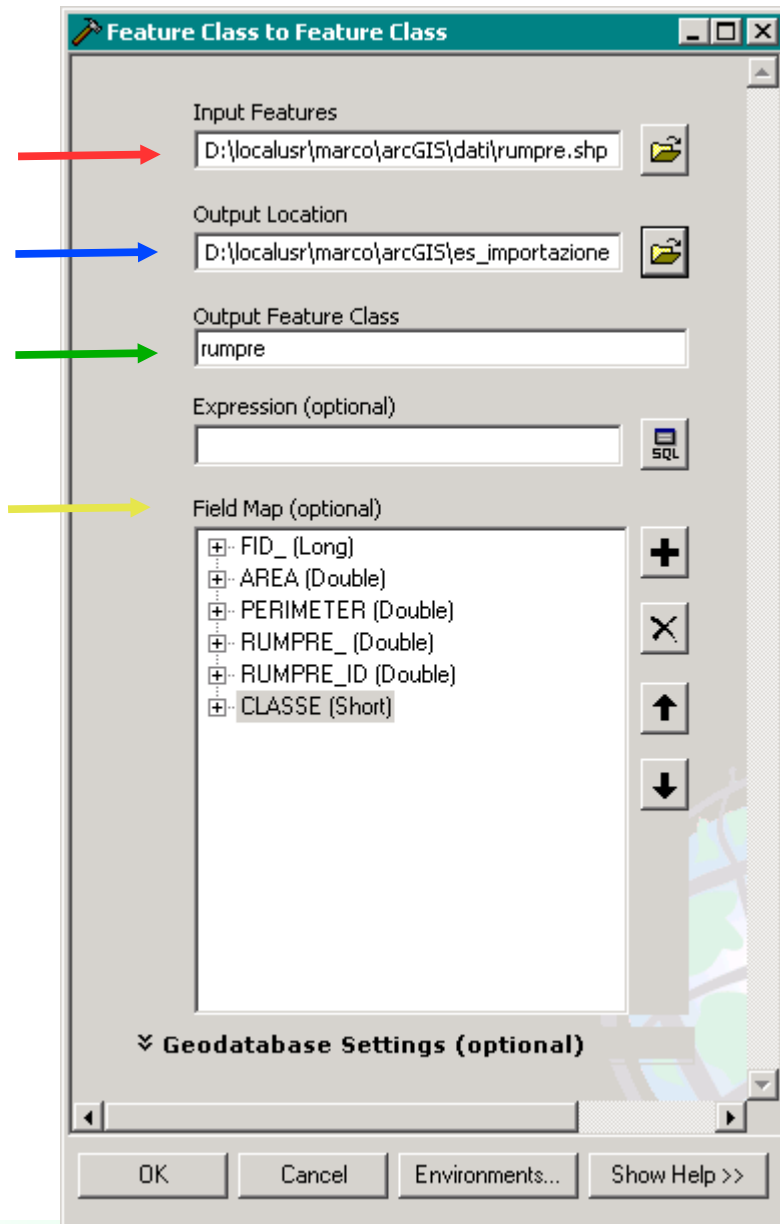 Feature Class to Feature Class
Input Features
D:\localusr\marco\arcGIS\dati\rumpre.shp
Output Location
D:\localusr\marco\arcGIS\es_importazione
Output Feature Class
rumpre
Expression (optional)
SQL
Field Map (optional)
FID_ (Long)
AREA (Double)
PERIMETER (Double)
RUMPRE_ (Double)
RUMPRE_ID (Double)
CLASSE (Short)
Geodatabase Settings (optional)
OK Cancel Environments... Show Help >>